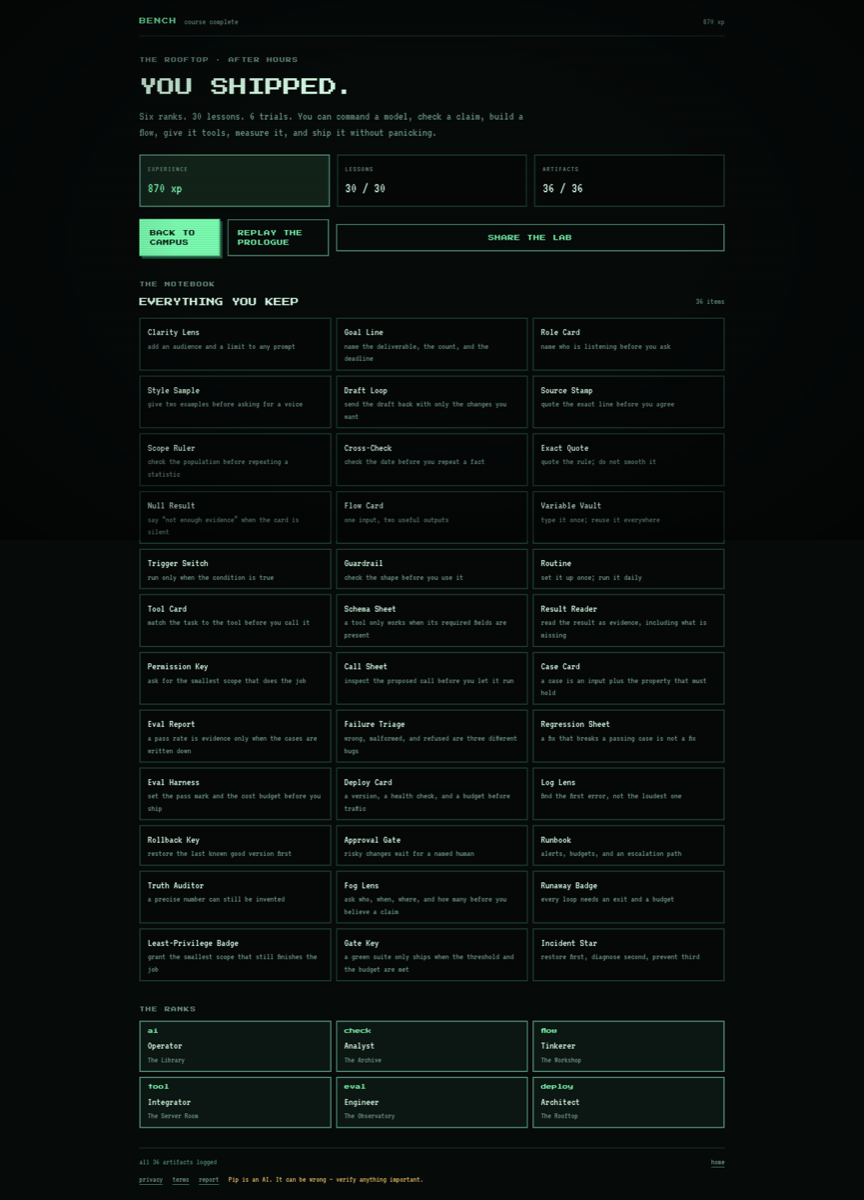 BENCH course complete 870 xp
THE ROOFTOP · AFTER HOURS
YOU SHIPPED.
Six ranks. 30 lessons. 6 trials. You can command a model, check a claim, build a
flow, give it tools, measure it, and ship it without panicking.
EXPERIENCE
870 xp
LESSONS
30 / 30
ARTIFACTS
36 / 36
BACK TO
CAMPUS
REPLAY THE
PROLOGUE
SHARE THE LAB
THE NOTEBOOK
EVERYTHING YOU KEEP
36 items
Clarity Lens
add an audience and a limit to any prompt
Goal Line
name the deliverable, the count, and the
deadline
Role Card
name who is listening before you ask
Style Sample
give two examples before asking for a voice
Draft Loop
send the draft back with only the changes you
want
Source Stamp
quote the exact line before you agree
Scope Ruler
check the population before repeating a
statistic
Cross-Check
check the date before you repeat a fact
Exact Quote
quote the rule; do not smooth it
Null Result
say "not enough evidence" when the card is
silent
Flow Card
one input, two useful outputs
Variable Vault
type it once; reuse it everywhere
Trigger Switch
run only when the condition is true
Guardrail
check the shape before you use it
Routine
set it up once; run it daily
Tool Card
match the task to the tool before you call it
Schema Sheet
a tool only works when its required fields are
present
Result Reader
read the result as evidence, including what is
missing
Permission Key
ask for the smallest scope that does the job
Call Sheet
inspect the proposed call before you let it run
Case Card
a case is an input plus the property that must
hold
Eval Report
a pass rate is evidence only when the cases are
written down
Failure Triage
wrong, malformed, and refused are three different
bugs
Regression Sheet
a fix that breaks a passing case is not a fix
Eval Harness
set the pass mark and the cost budget before you
ship
Deploy Card
a version, a health check, and a budget before
traffic
Log Lens
find the first error, not the loudest one
Rollback Key
restore the last known good version first
Approval Gate
risky changes wait for a named human
Runbook
alerts, budgets, and an escalation path
Truth Auditor
a precise number can still be invented
Fog Lens
ask who, when, where, and how many before you
believe a claim
Runaway Badge
every loop needs an exit and a budget
Least-Privilege Badge
grant the smallest scope that still finishes the
job
Gate Key
a green suite only ships when the threshold and
the budget are met
Incident Star
restore first, diagnose second, prevent third
THE RANKS
ai
Operator
The Library
check
Analyst
The Archive
flow
Tinkerer
The Workshop
tool
Integrator
The Server Room
eval
Engineer
The Observatory
deploy
Architect
The Rooftop
all 36 artifacts logged
home
privacy terms report Pip is an AI. It can be wrong — verify anything important.